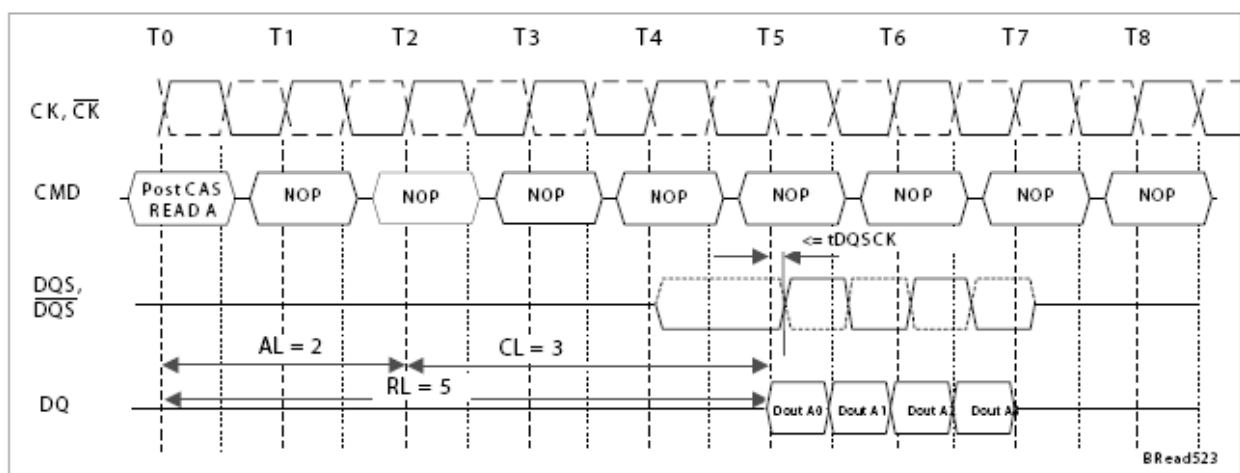 T0 T1 T2 T3 T4 T5 T6 T7 T8
CK, CK
CMD
Post CAS
READ A
NOP NOP NOP NOP NOP NOP NOP NOP
<= tDQSCK
DQS,
DQS
AL = 2
CL = 3
RL = 5
DQ
Dout A0 Dout A1 Dout A2 Dout
BRead523